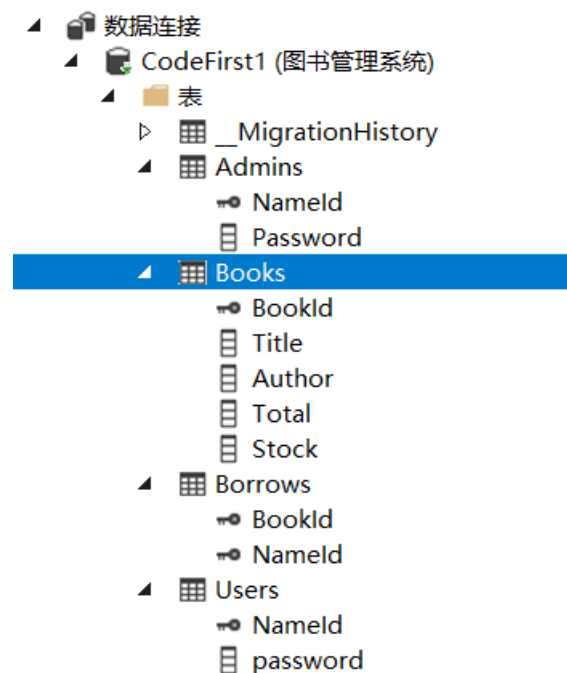 数据连接
CodeFirst1 (图书管理系统)
表
__MigrationHistory
Admins
NameId
Password
Books
BookId
Title
Author
Total
Stock
Borrows
BookId
NameId
Users
NameId
password